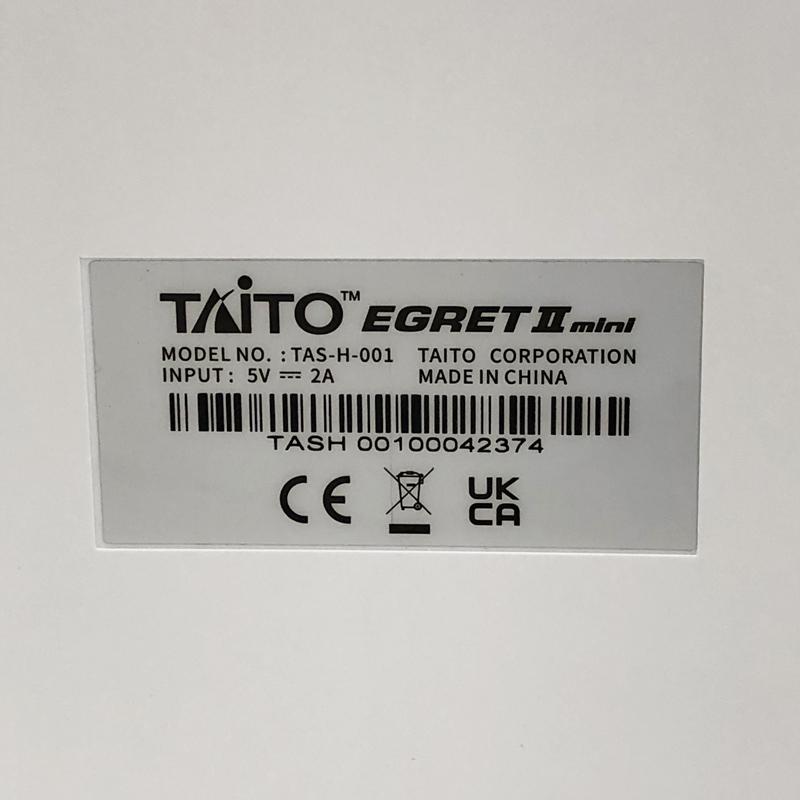 TAITO™ EGRET II mini
MODEL NO. : TAS-H-001 TAITO CORPORATION
INPUT : 5V ⎓ 2A MADE IN CHINA
TASH 00100042374
CE UK
CA